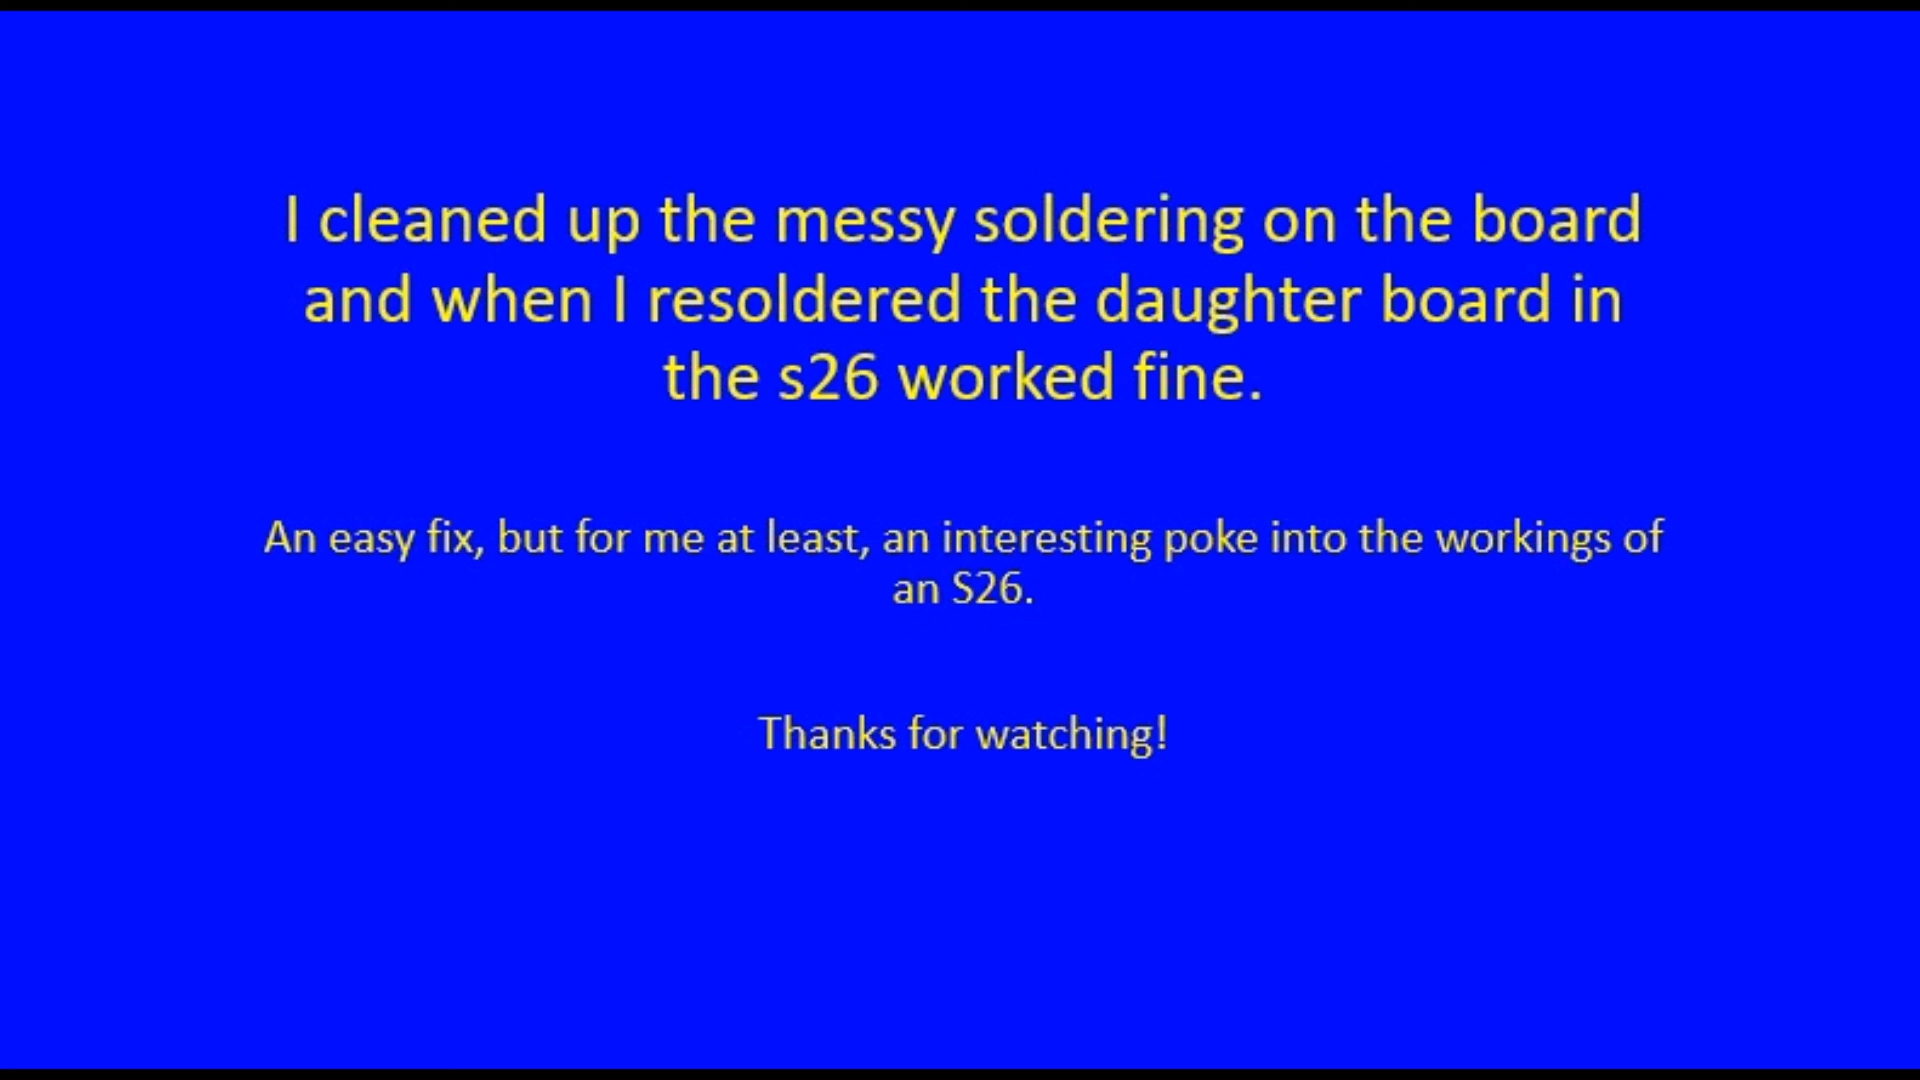 I cleaned up the messy soldering on the board
and when I resoldered the daughter board in
the s26 worked fine.
An easy fix, but for me at least, an interesting poke into the workings of
an S26.
Thanks for watching!